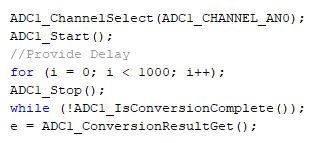 ADC1_ChannelSelect(ADC1_CHANNEL_AN0);
ADC1_Start();
//Provide Delay
for (i = 0; i < 1000; i++);
ADC1_Stop();
while (!ADC1_IsConversionComplete());
e = ADC1_ConversionResultGet();